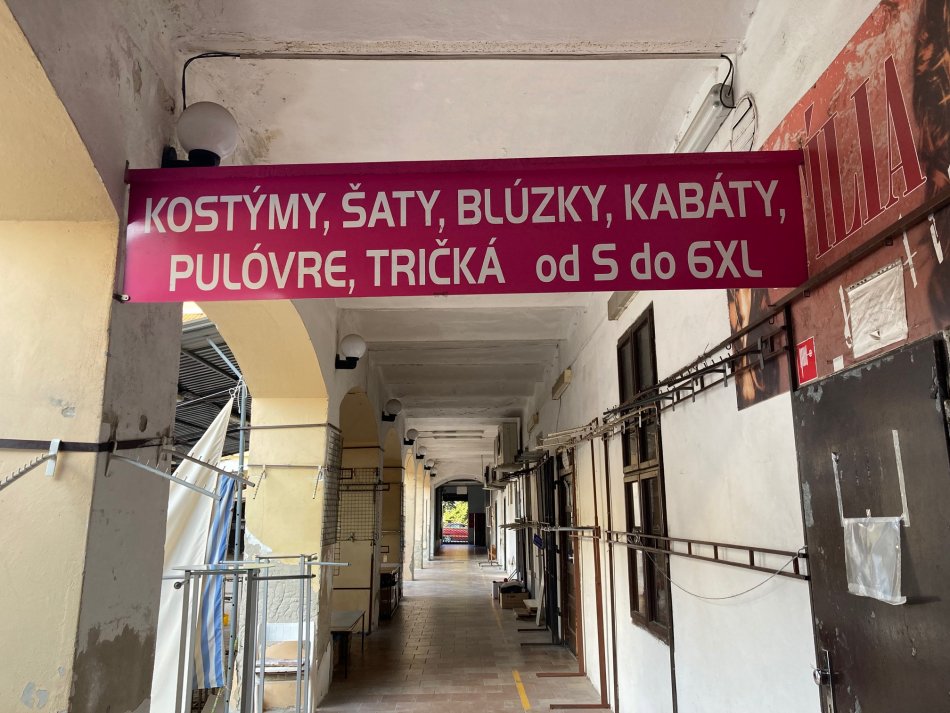 KOSTÝMY, ŠATY, BLÚZKY, KABÁTY,
PULÓVRE, TRIČKÁ od S do 6XL